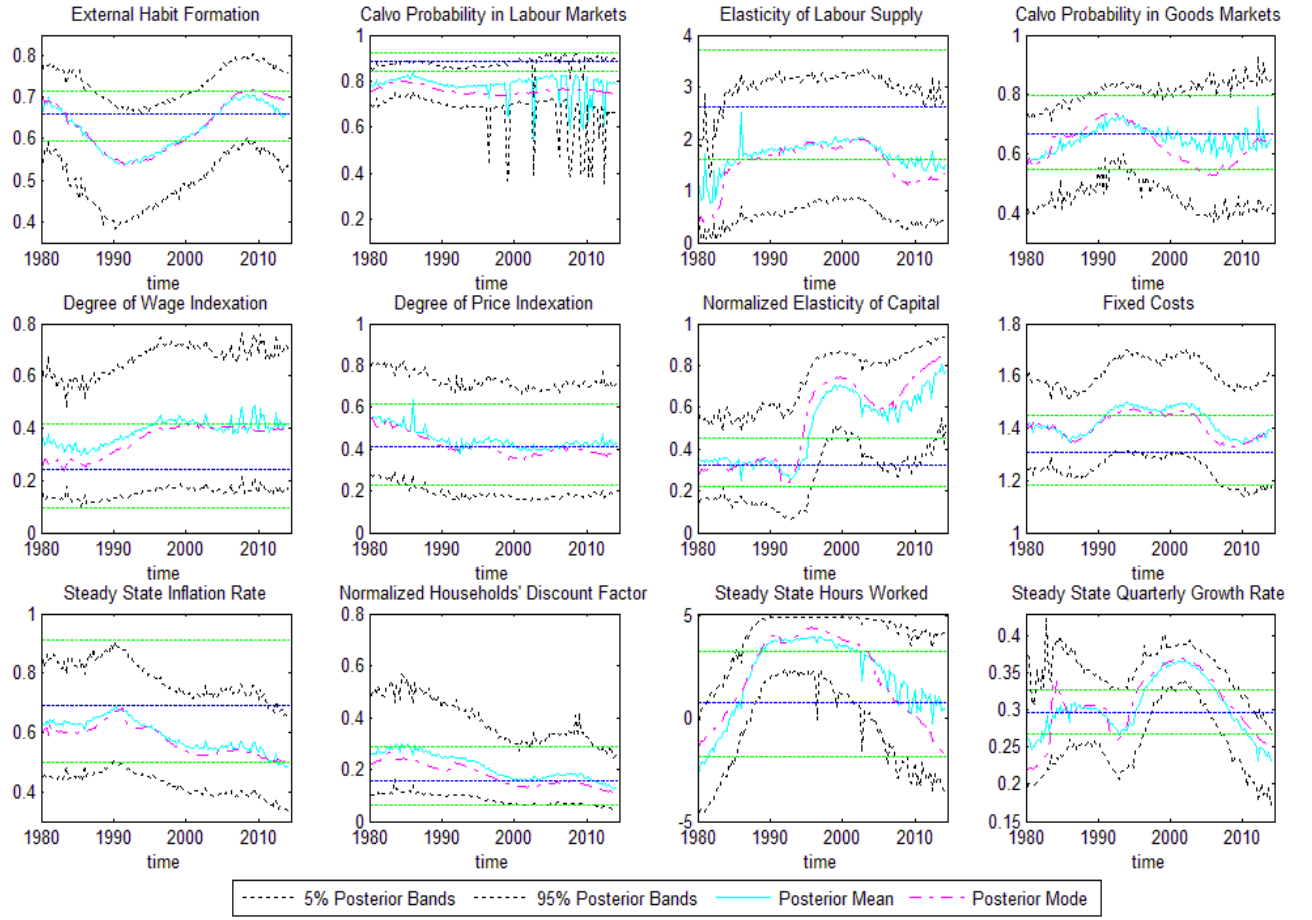 External Habit Formation
Calvo Probability in Labour Markets
Elasticity of Labour Supply
Calvo Probability in Goods Markets
0.8
0.7
0.6
0.5
0.4
1980 1990 2000 2010
time
1
0.8
0.6
0.4
0.2
1980 1990 2000 2010
time
4
3
2
1
0
1980 1990 2000 2010
time
1
0.8
0.6
0.4
1980 1990 2000 2010
time
Degree of Wage Indexation
Degree of Price Indexation
Normalized Elasticity of Capital
Fixed Costs
0.8
0.6
0.4
0.2
0
1980 1990 2000 2010
time
1
0.8
0.6
0.4
0.2
0
1980 1990 2000 2010
time
1
0.8
0.6
0.4
0.2
0
1980 1990 2000 2010
time
1.8
1.6
1.4
1.2
1
1980 1990 2000 2010
time
Steady State Inflation Rate
Normalized Households' Discount Factor
Steady State Hours Worked
Steady State Quarterly Growth Rate
1
0.8
0.6
0.4
1980 1990 2000 2010
time
0.8
0.6
0.4
0.2
0
1980 1990 2000 2010
time
5
0
-5
1980 1990 2000 2010
time
0.4
0.35
0.3
0.25
0.2
0.15
1980 1990 2000 2010
time
5% Posterior Bands 95% Posterior Bands Posterior Mean Posterior Mode